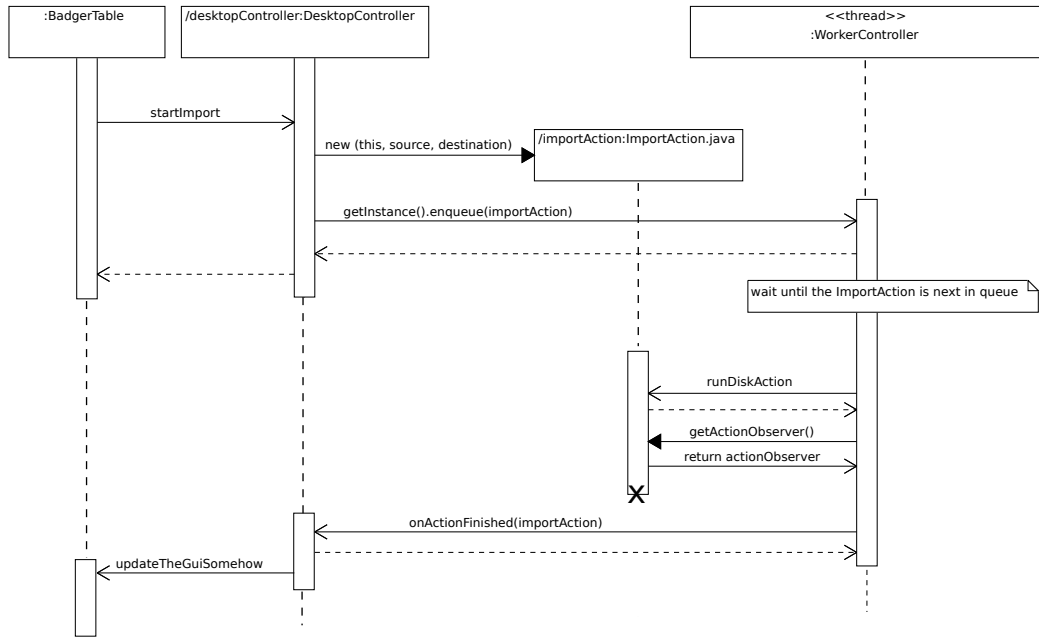 :BadgerTable
/desktopController:DesktopController
<<thread>>
:WorkerController
startImport
new (this, source, destination)
/importAction:ImportAction.java
getInstance().enqueue(importAction)
wait until the ImportAction is next in queue
runDiskAction
getActionObserver()
return actionObserver
X
onActionFinished(importAction)
updateTheGuiSomehow